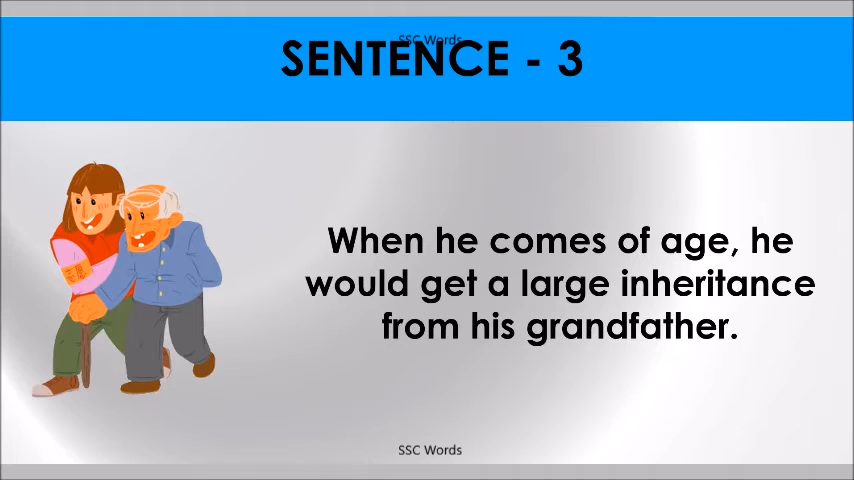 SSC Words
SENTENCE - 3
When he comes of age, he
would get a large inheritance
from his grandfather.
SSC Words